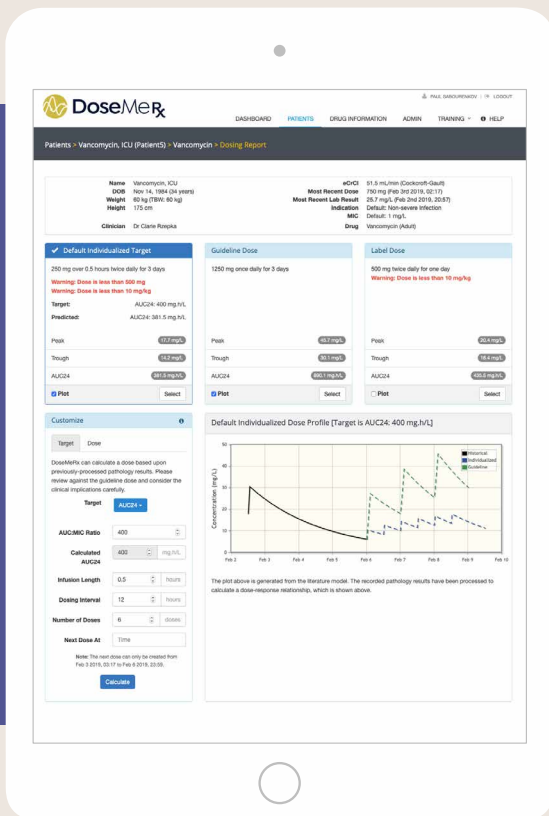 PAUL GABOURENKOV | LOGOUT
DoseMeRx
DASHBOARD PATIENTS DRUG INFORMATION ADMIN TRAINING HELP
Patients > Vancomycin, ICU (Patient5) > Vancomycin > Dosing Report
Name Vancomycin, ICU
DOB Nov 14, 1984 (34 years)
Weight 60 kg (TBW: 60 kg)
Height 175 cm
Clinician Dr Clarie Rzepka
eCrCl 51.5 mL/min (Cockcroft-Gault)
Most Recent Dose 750 mg (Feb 3rd 2019, 02:17)
Most Recent Lab Result 25.7 mg/L (Feb 2nd 2019, 20:57)
Indication Default: Non-severe infection
MIC Default: 1 mg/L
Drug Vancomycin (Adult)
Default Individualized Target
250 mg over 0.5 hours twice daily for 3 days
Warning: Dose is less than 500 mg
Warning: Dose is less than 10 mg/kg
Target: AUC24: 400 mg.h/L
Predicted: AUC24: 381.5 mg.h/L
Peak 17.7 mg/L
Trough 14.2 mg/L
AUC24 381.5 mg.h/L
Plot Select
Guideline Dose
1250 mg once daily for 3 days
Peak 45.7 mg/L
Trough 30.1 mg/L
AUC24 890.1 mg.h/L
Plot Select
Label Dose
500 mg twice daily for one day
Warning: Dose is less than 10 mg/kg
Peak
Trough 18.4 mg/L
AUC24
Plot Select
Customize
Target Dose
DoseMeRx can calculate a dose based upon
previously-processed pathology results. Please
review against the guideline dose and consider the
clinical implications carefully.
Target AUC24
AUC:MIC Ratio 400
Calculated 400 mg.h/L
AUC24
Infusion Length 0.5 hours
Dosing Interval 12 hours
Number of Doses 6 doses
Next Dose At Time
Note: The next dose can only be created from
Feb 3 2019, 03:17 to Feb 6 2019, 23:59.
Calculate
Default Individualized Dose Profile [Target is AUC24: 400 mg.h/L]
Concentration (mg/L)
50
40
30
20
10
0
Historical
Individualized
Guideline
Feb 2 Feb 3 Feb 4 Feb 5 Feb 6 Feb 7 Feb 8 Feb 9 Feb 10
The plot above is generated from the literature model. The recorded pathology results have been processed to
calculate a dose-response relationship, which is shown above.